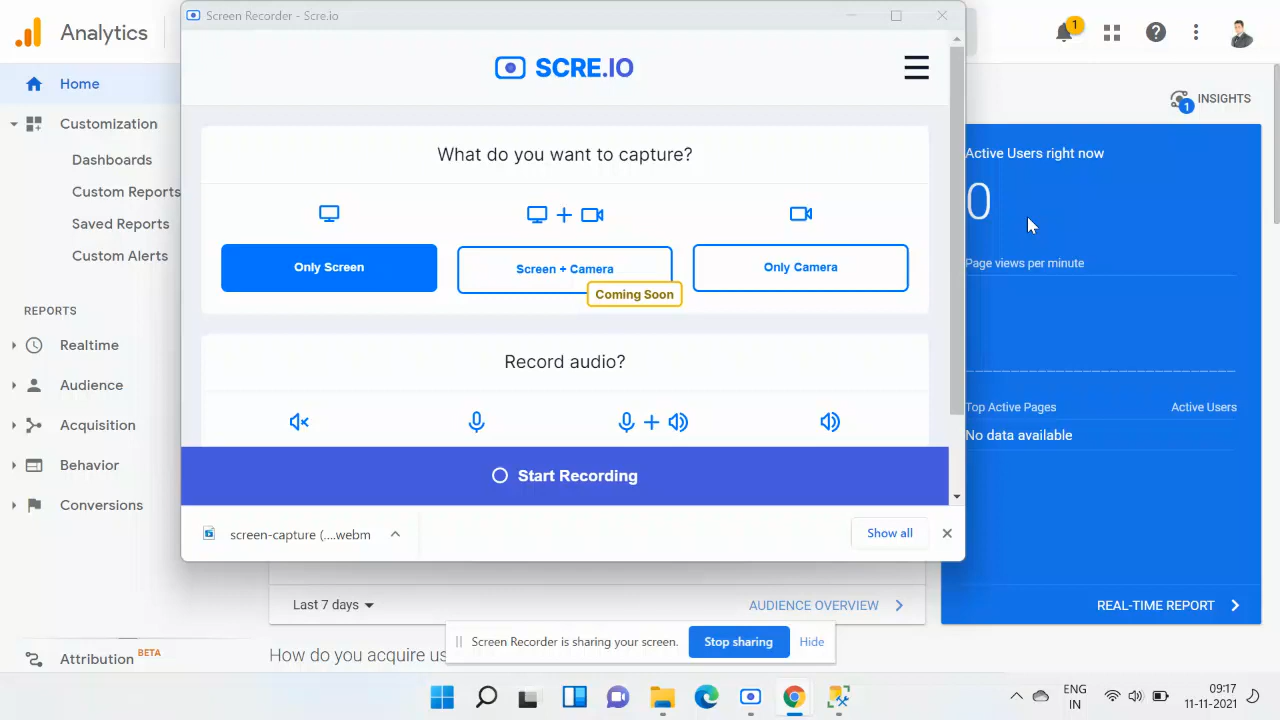 Screen Recorder - Scre.io
Analytics
1
SCRE.IO
Home
INSIGHTS
1
Customization
What do you want to capture?
Active Users right now
0
Dashboards
Custom Reports
Saved Reports
Custom Alerts
Only Screen
Screen + Camera
Only Camera
Coming Soon
Page views per minute
REPORTS
Realtime
Record audio?
Audience
Top Active Pages
Active Users
Acquisition
No data available
Behavior
Start Recording
Conversions
screen-capture (....webm
Show all
Last 7 days
AUDIENCE OVERVIEW
REAL-TIME REPORT
Screen Recorder is sharing your screen.
Stop sharing
Hide
Attribution BETA
How do you acquire
ENG
IN
09:17
11-11-2021